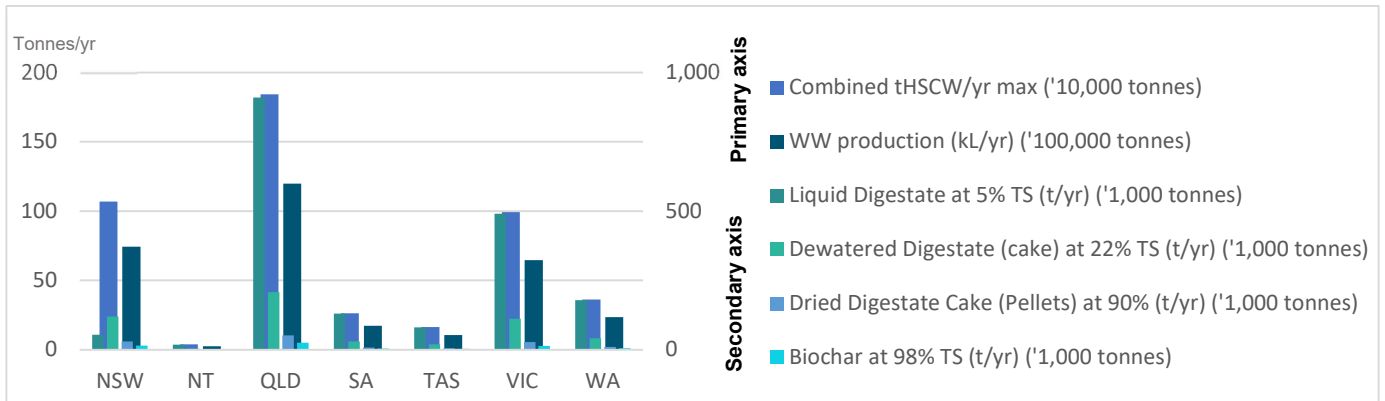 Tonnes/yr
200
150
100
50
0
NSW
NT
QLD
SA
TAS
VIC
WA
1,000
500
0
Primary axis
Secondary axis
Combined tHSCW/yr max ('10,000 tonnes)
WW production (kL/yr) ('100,000 tonnes)
Liquid Digestate at 5% TS (t/yr) ('1,000 tonnes)
Dewatered Digestate (cake) at 22% TS (t/yr) ('1,000 tonnes)
Dried Digestate Cake (Pellets) at 90% (t/yr) ('1,000 tonnes)
Biochar at 98% TS (t/yr) ('1,000 tonnes)